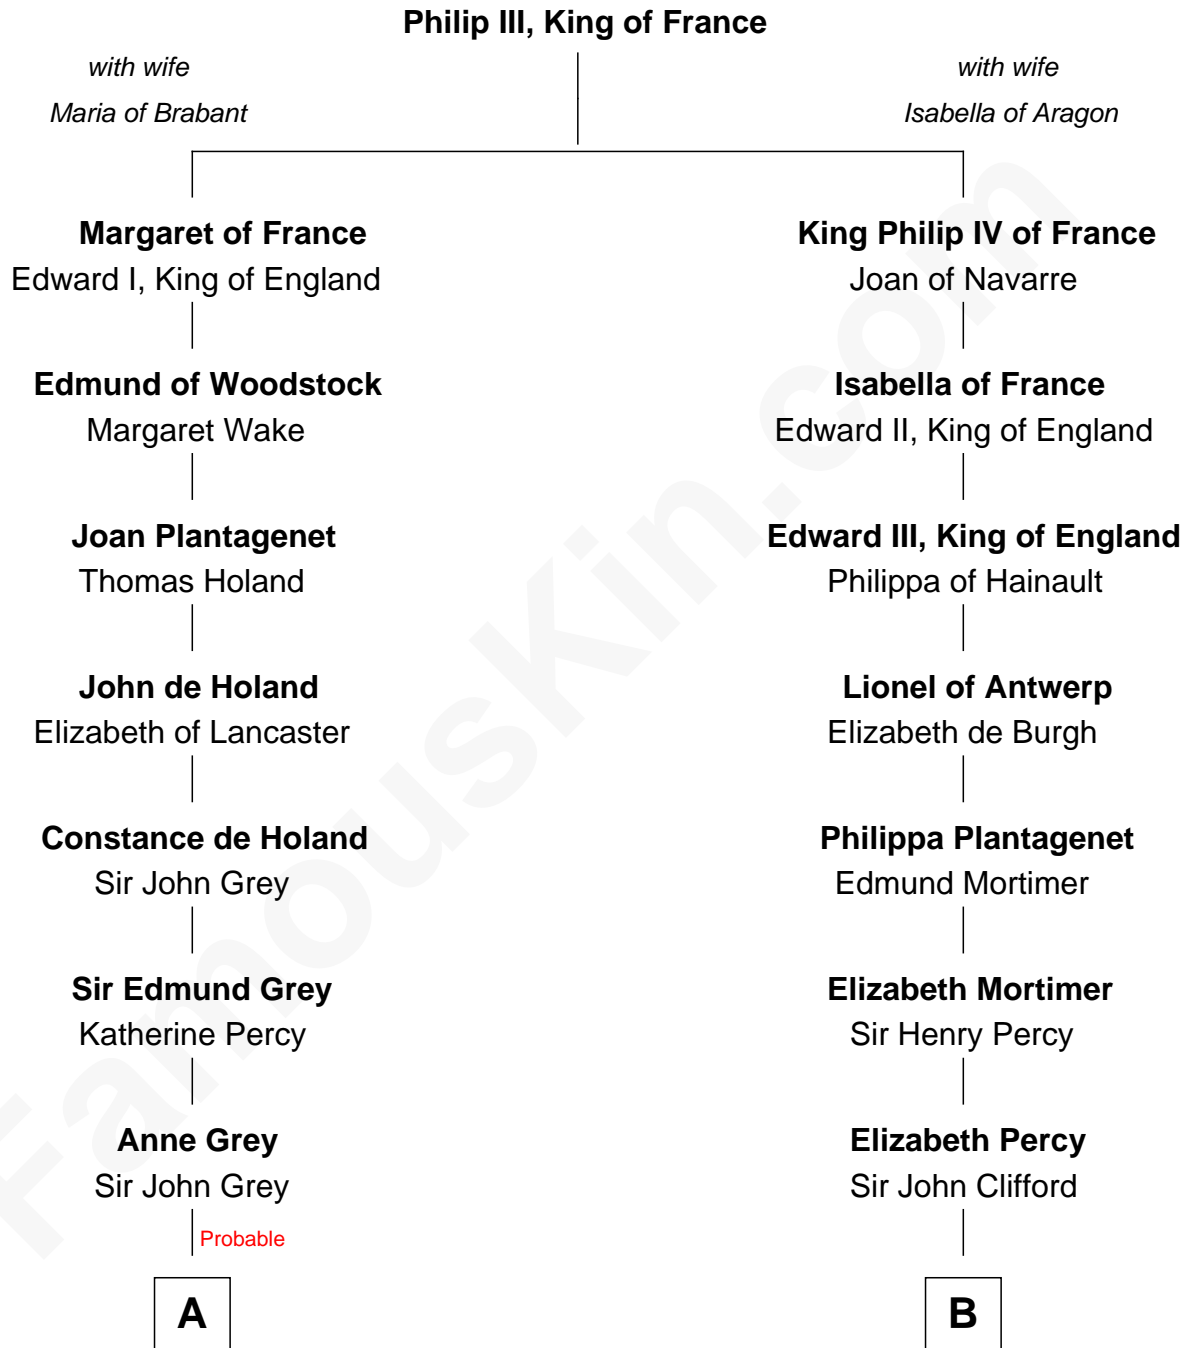 Philip III, King of France
with wife
Maria of Brabant
with wife
Isabella of Aragon
Margaret of France
Edward I, King of England
King Philip IV of France
Joan of Navarre
Edmund of Woodstock
Margaret Wake
Isabella of France
Edward II, King of England
Joan Plantagenet
Thomas Holand
Edward III, King of England
Philippa of Hainault
John de Holand
Elizabeth of Lancaster
Lionel of Antwerp
Elizabeth de Burgh
Constance de Holand
Sir John Grey
Philippa Plantagenet
Edmund Mortimer
Sir Edmund Grey
Katherine Percy
Elizabeth Mortimer
Sir Henry Percy
Anne Grey
Sir John Grey
Elizabeth Percy
Sir John Clifford
Probable
A
B
FamousKin.com